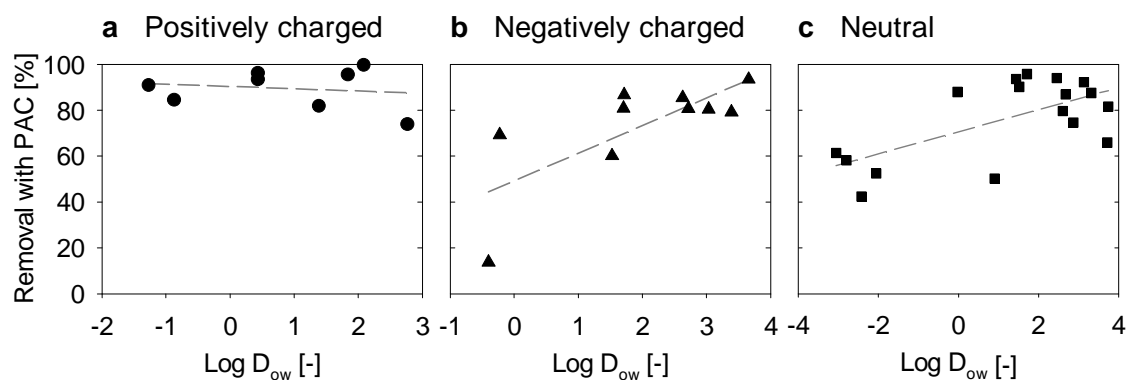 a Positively charged
b Negatively charged
c Neutral
Removal with PAC [%]
100
80
60
40
20
0
-2 -1 0 1 2 3
-1 0 1 2 3 4
-4 -2 0 2 4
Log Dow [-]
Log Dow [-]
Log Dow [-]